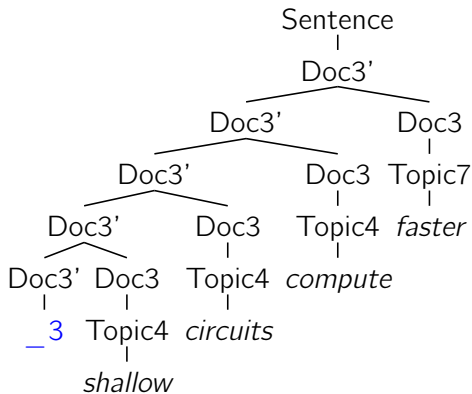 Sentence
Doc3'
Doc3' Doc3
Doc3' Doc3 Topic7
Doc3' Doc3 Topic4 faster
Doc3' Doc3 Topic4 compute
_3 Topic4 circuits
shallow